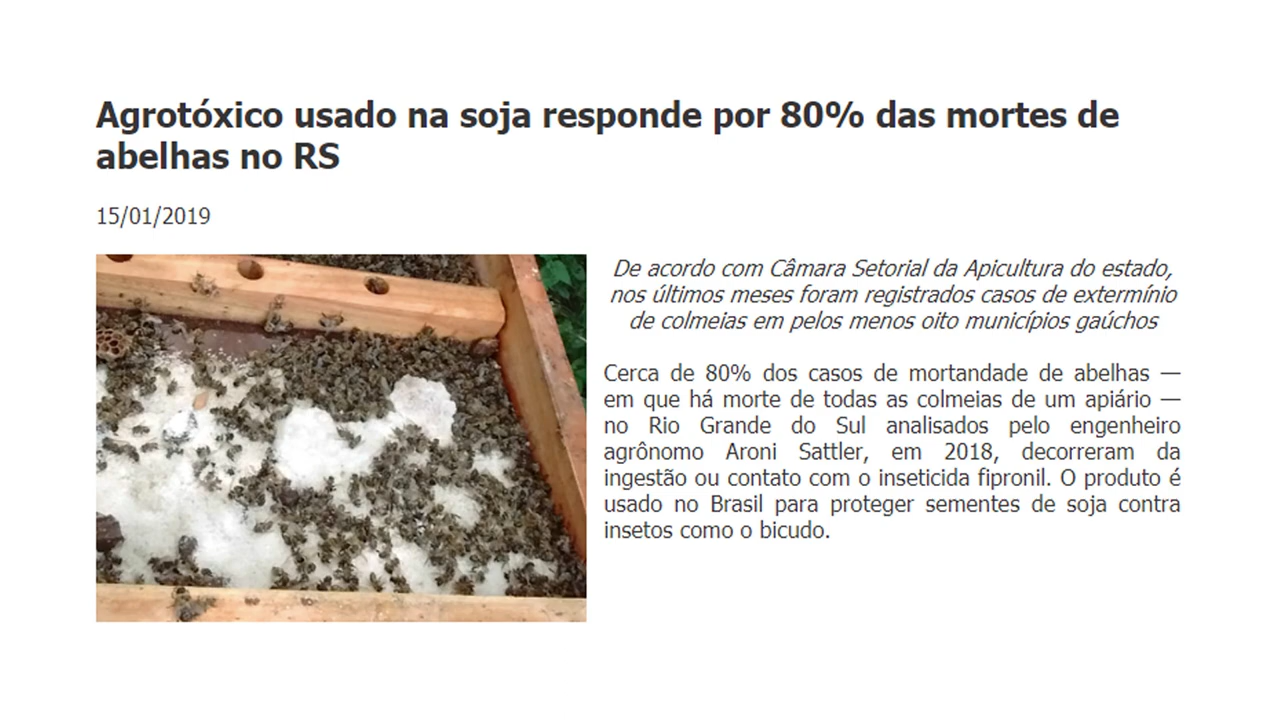 Agrotóxico usado na soja responde por 80% das mortes de
abelhas no RS
15/01/2019
De acordo com Câmara Setorial da Apicultura do estado,
nos últimos meses foram registrados casos de extermínio
de colmeias em pelos menos oito municípios gaúchos
Cerca de 80% dos casos de mortandade de abelhas —
em que há morte de todas as colmeias de um apiário —
no Rio Grande do Sul analisados pelo engenheiro
agrônomo Aroni Sattler, em 2018, decorreram da
ingestão ou contato com o inseticida fipronil. O produto é
usado no Brasil para proteger sementes de soja contra
insetos como o bicudo.